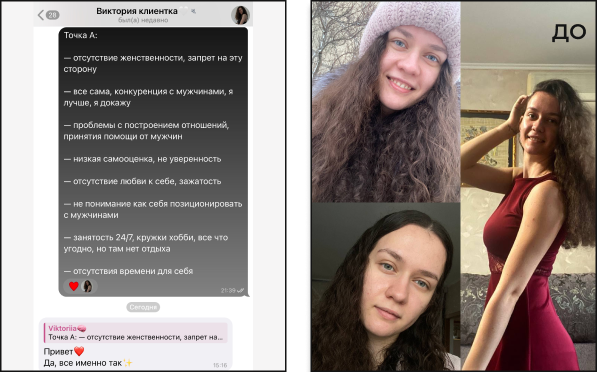 20
Виктория клиентка
был(а) недавно
Точка А:
— отсутствие женственности, запрет на эту
сторону
— все сама, конкуренция с мужчинами, я
лучше, я докажу
— проблемы с построением отношений,
принятия помощи от мужчин
— низкая самооценка, не уверенность
— отсутствие любви к себе, зажатость
— не понимание как себя позиционировать
с мужчинами
— занятость 24/7, кружки хобби, все что
угодно, но там нет отдыха
— отсутствия времени для себя
21:39
Сегодня
Viktoriia
Точка А: — отсутствие женственности, запрет на...
Привет❤️
Да, все именно так✨
15:16
ДО